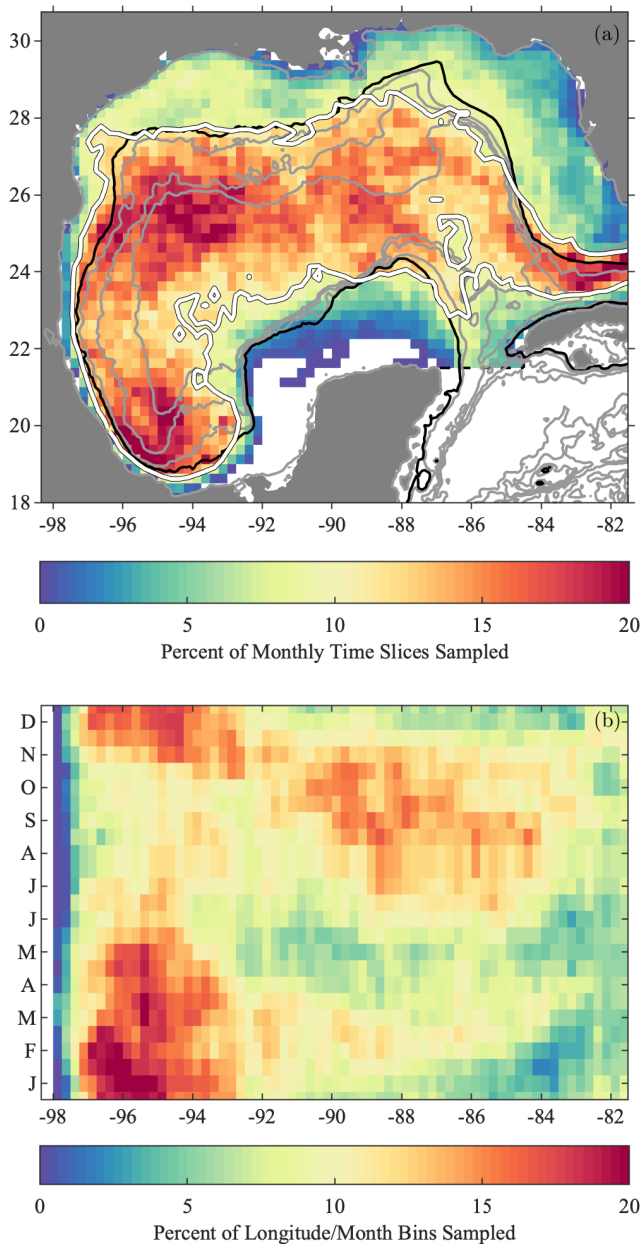 (a)
30
28
26
24
22
20
18
-98 -96 -94 -92 -90 -88 -86 -84 -82
0 5 10 15 20
Percent of Monthly Time Slices Sampled
(b)
D
N
O
S
A
J
J
M
A
M
F
J
-98 -96 -94 -92 -90 -88 -86 -84 -82
0 5 10 15 20
Percent of Longitude/Month Bins Sampled